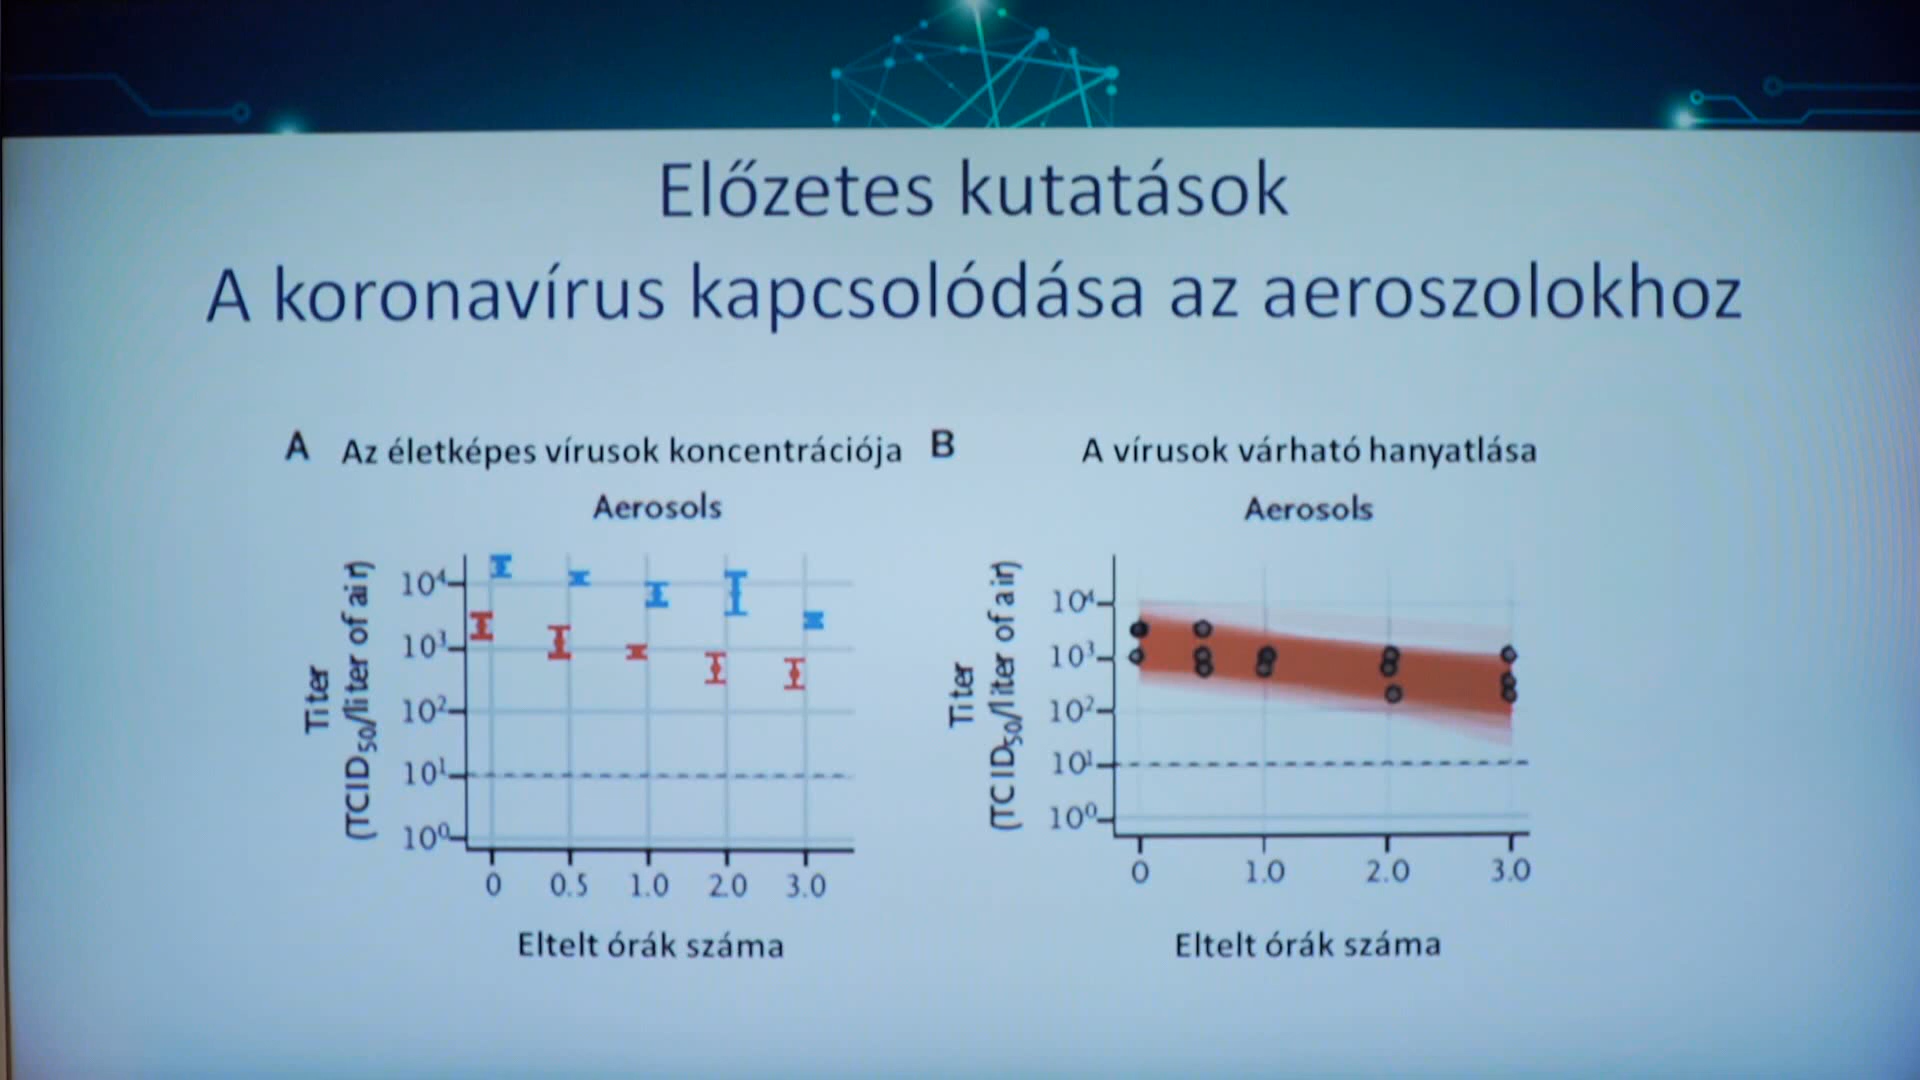 Előzetes kutatások
A koronavírus kapcsolódása az aeroszolokhoz
A Az életképes vírusok koncentrációja
Aerosols
Titer
(TCID50/liter of air)
10⁴
10³
10²
10¹
10⁰
0 0.5 1.0 2.0 3.0
Eltelt órák száma
B A vírusok várható hanyatlása
Aerosols
Titer
(TCID50/liter of air)
10⁴
10³
10²
10¹
10⁰
0 1.0 2.0 3.0
Eltelt órák száma